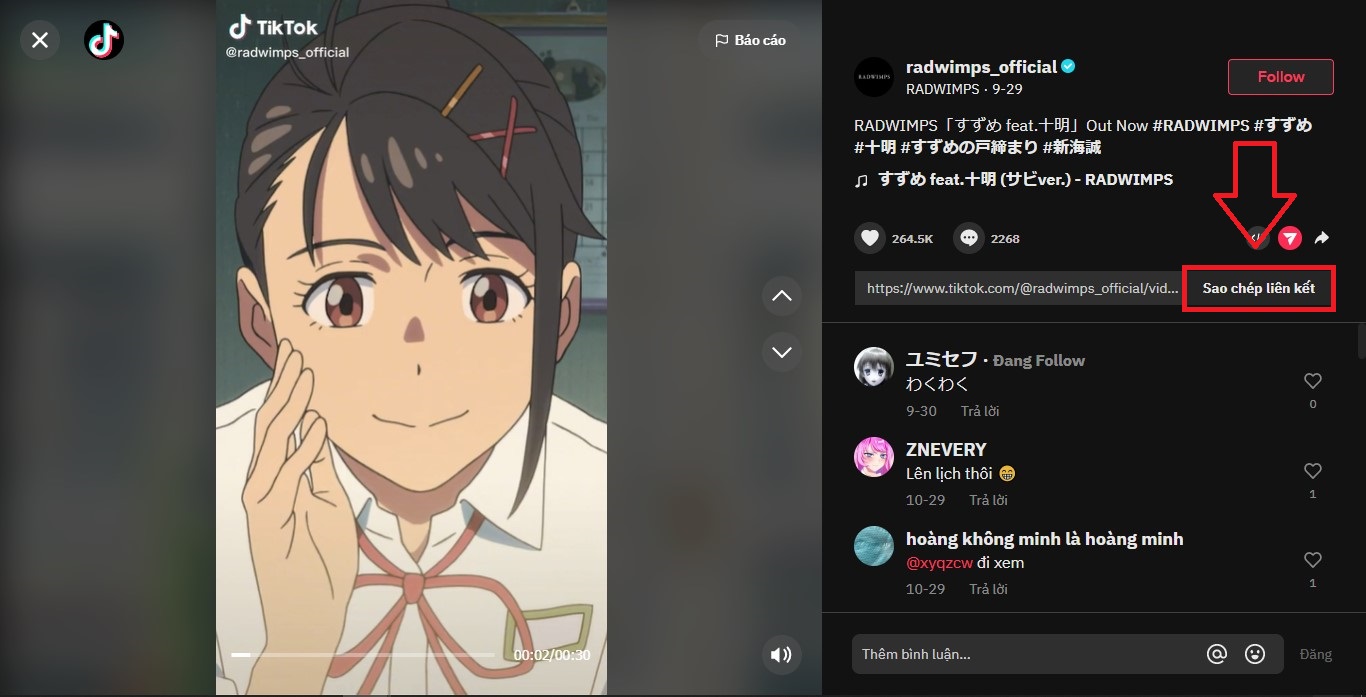 TikTok
@radwimps_official
Báo cáo
00:02/00:30
RADWIMPS
radwimps_official
RADWIMPS · 9-29
Follow
RADWIMPS「すずめ feat.十明」Out Now #RADWIMPS #すずめ
#十明 #すずめの戸締まり #新海誠
すずめ feat.十明 (サビver.) - RADWIMPS
264.5K
2268
https://www.tiktok.com/@radwimps_official/vid...
Sao chép liên kết
ユミセフ · Đang Follow
わくわく
9-30 Trả lời
0
ZNEVERY
Lên lịch thôi 😁
10-29 Trả lời
1
hoàng không minh là hoàng minh
@xyqzcw đi xem
10-29 Trả lời
1
Thêm bình luận...
Đăng